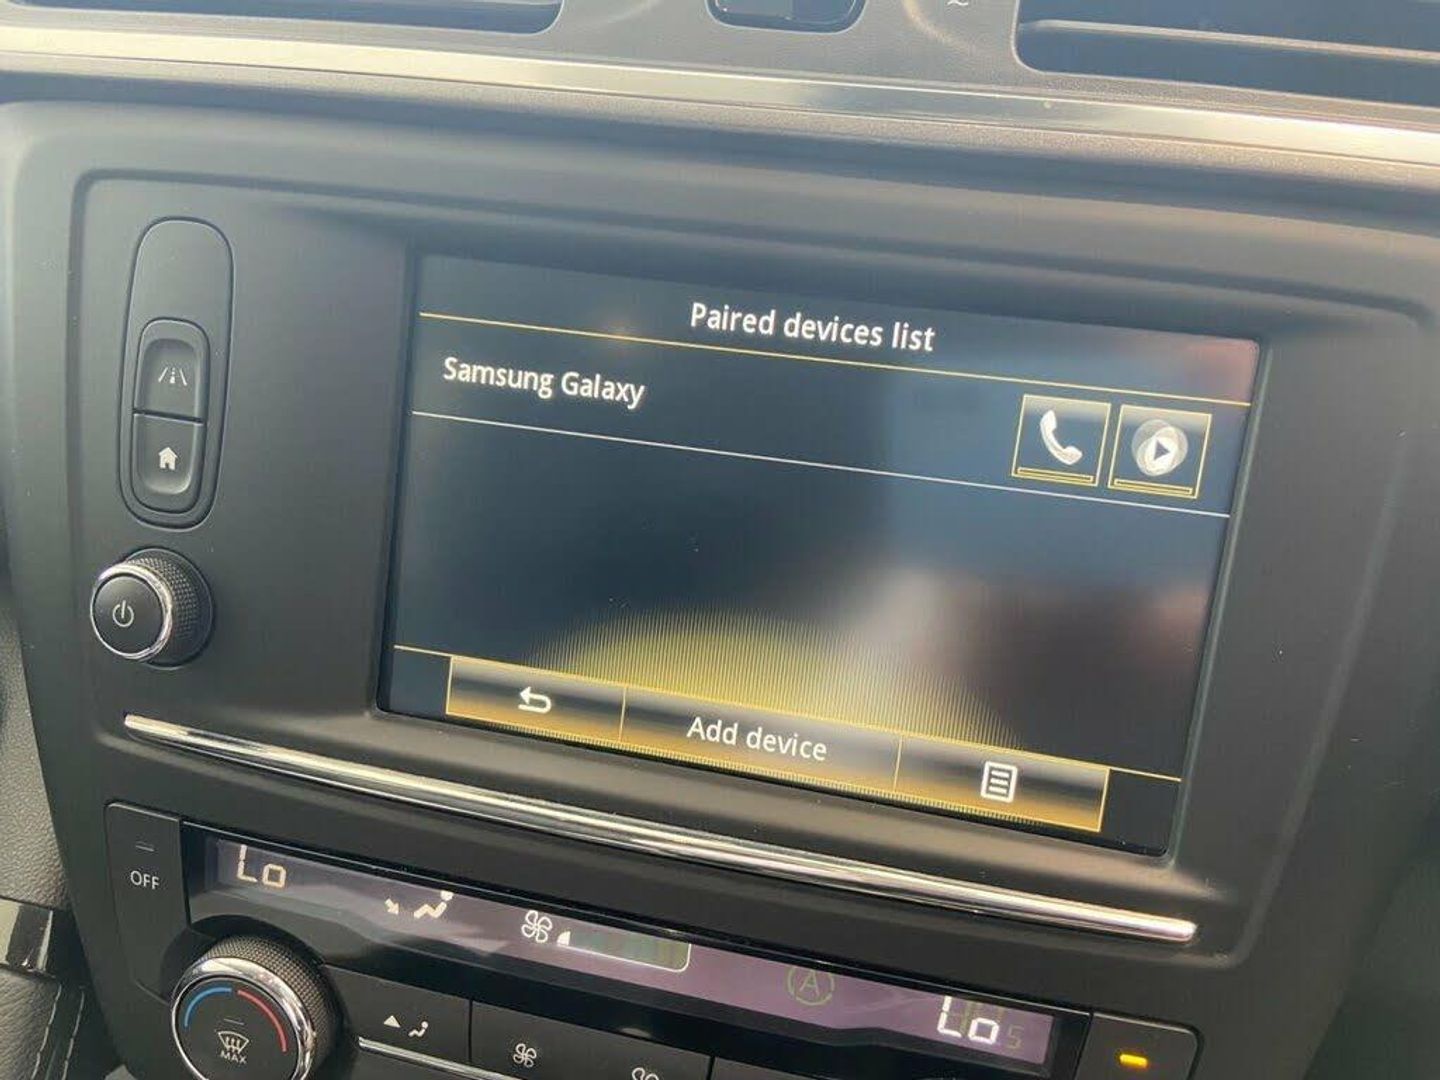 Paired devices list
Samsung Galaxy
Add device
OFF
Lo
A
Lo
MAX